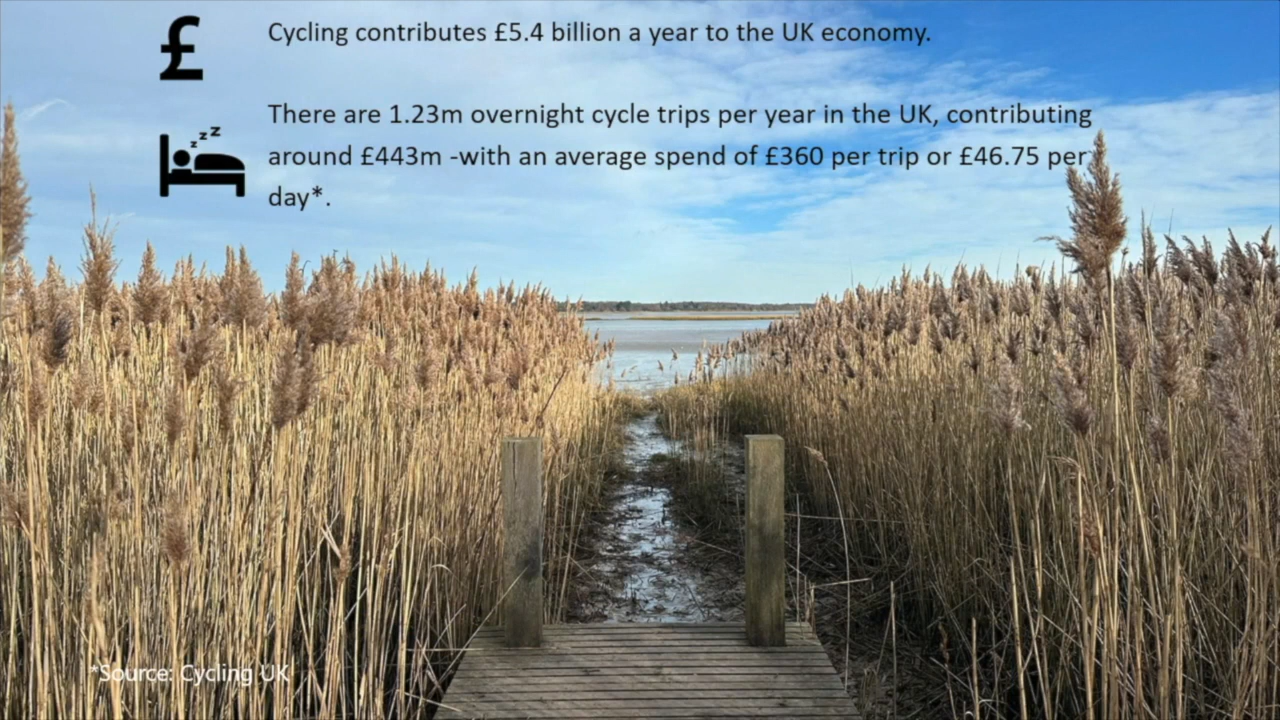 £
Cycling contributes £5.4 billion a year to the UK economy.
There are 1.23m overnight cycle trips per year in the UK, contributing
around £443m -with an average spend of £360 per trip or £46.75 per
day*.
z z Z
*Source: Cycling UK